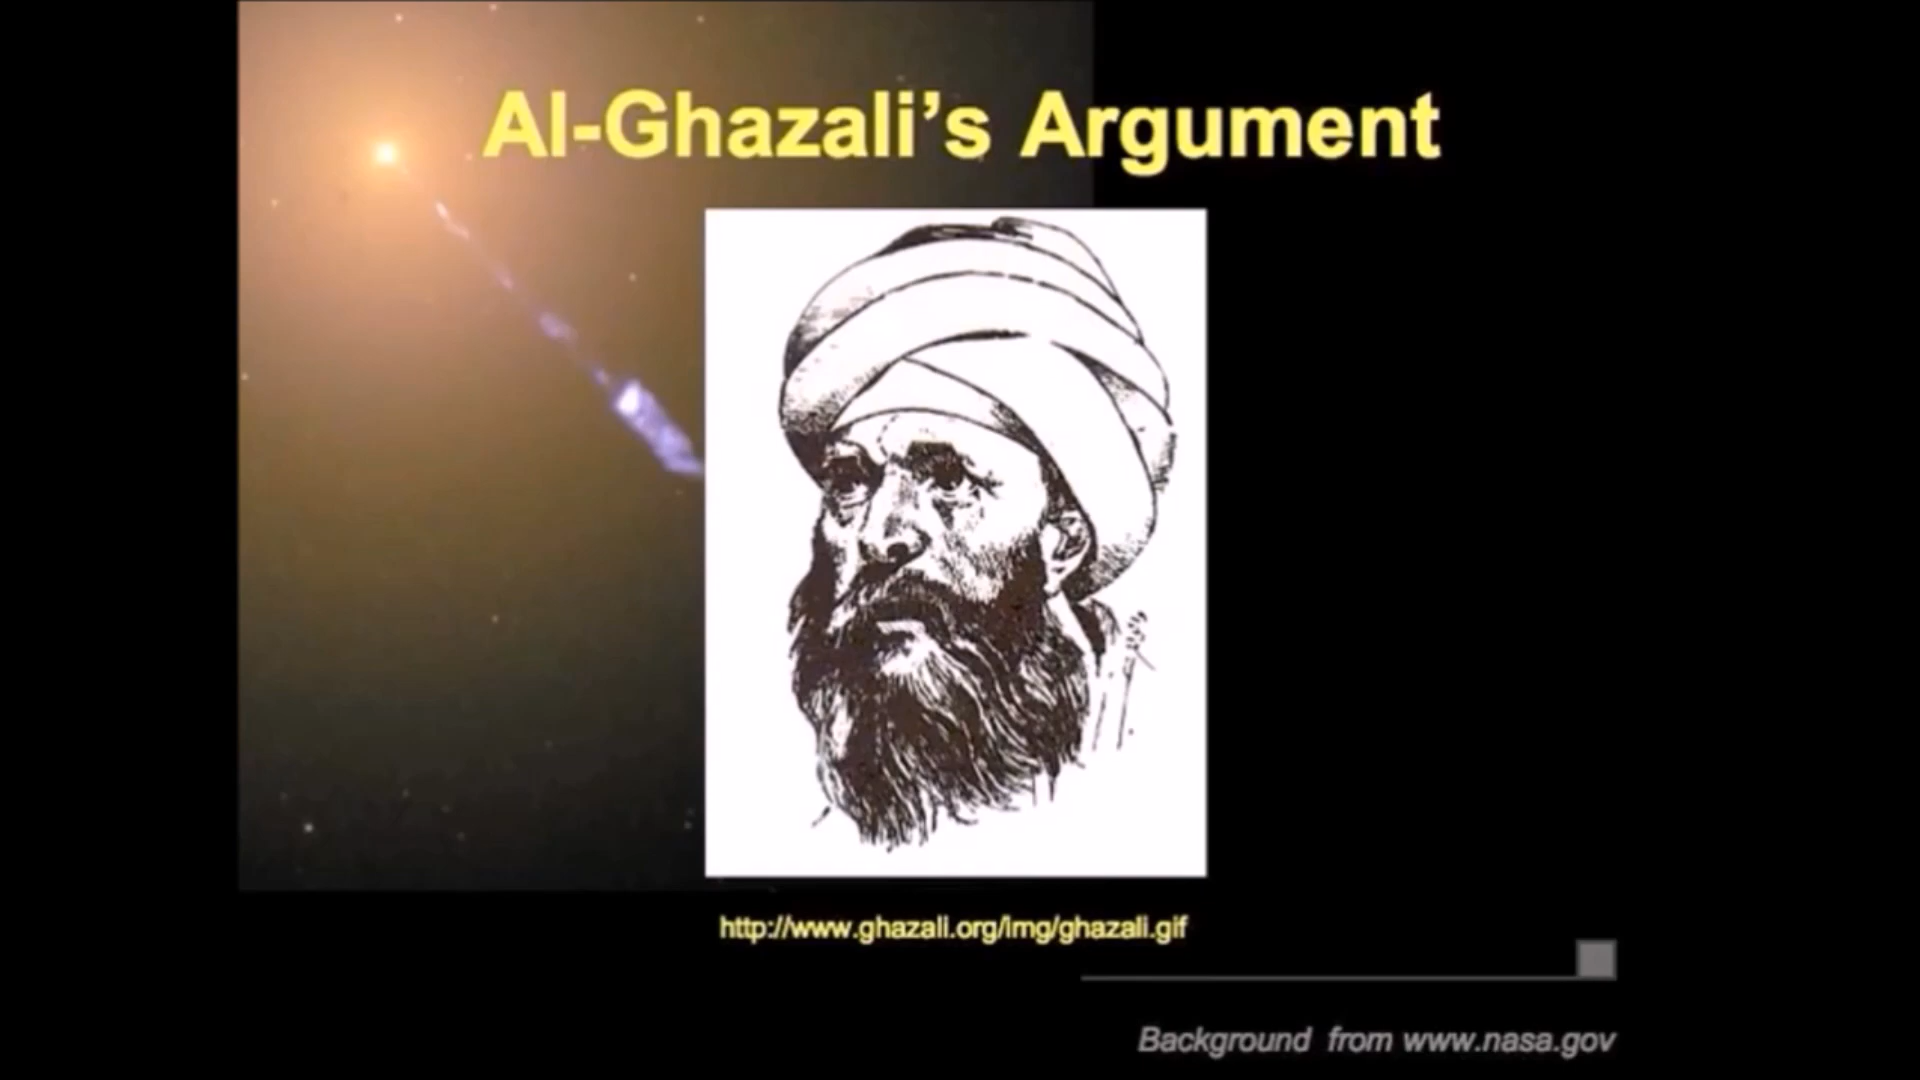 Al-Ghazali’s Argument
http://www.ghazali.org/img/ghazali.gif
Background from www.nasa.gov